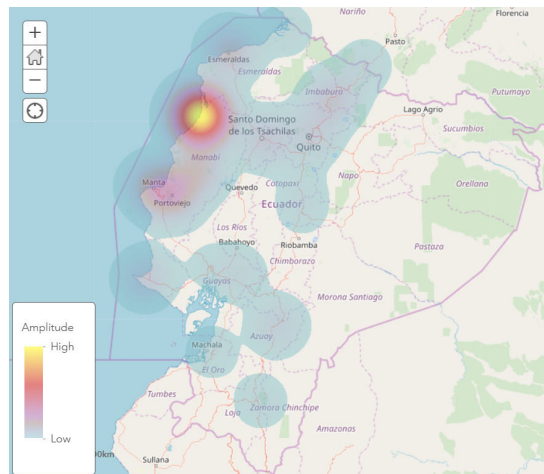 +
−
Nariño
Florencia
Pasto
Esmeraldas
Esmeraldas
Imbabura
Putumayo
Lago Agrio
Santo Domingo
de los Tsachilas
Sucumbíos
Quito
Manabí
Napo
Orellana
Manta
Portoviejo
Quevedo
Cotopaxi
Ecuador
Los Ríos
Babahoyo
Riobamba
Pastaza
Chimborazo
Guayas
Morona Santiago
Azuay
Machala
El Oro
Tumbes
Loja
Zamora Chinchipe
Amazonas
Sullana
Amplitude
High
Low
00km